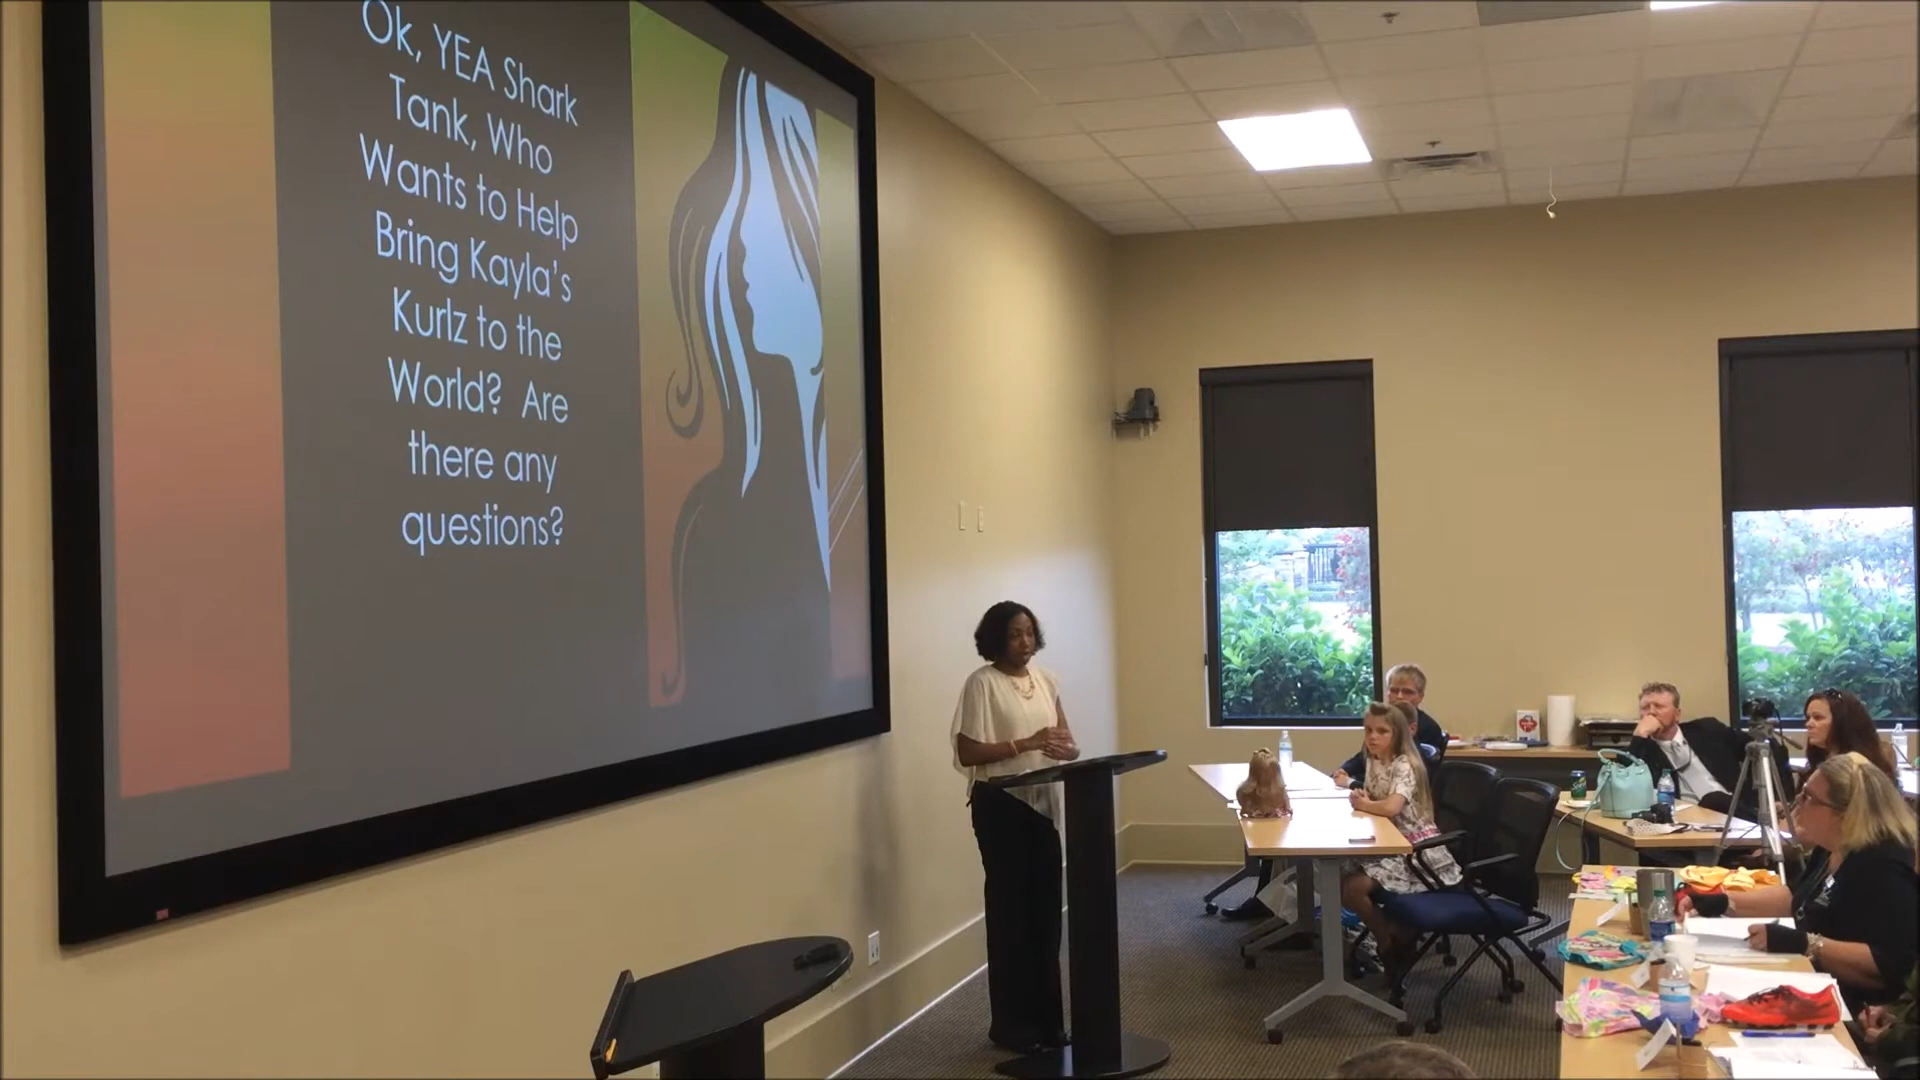 Ok, YEA Shark
Tank, Who
Wants to Help
Bring Kayla's
Kurlz to the
World?  Are
there any
questions?